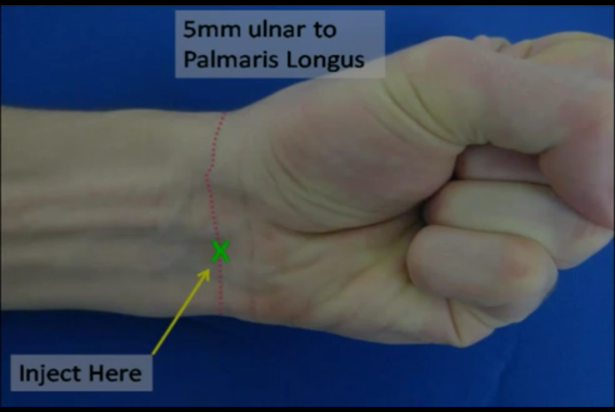 5mm ulnar to
Palmaris Longus
X
Inject Here